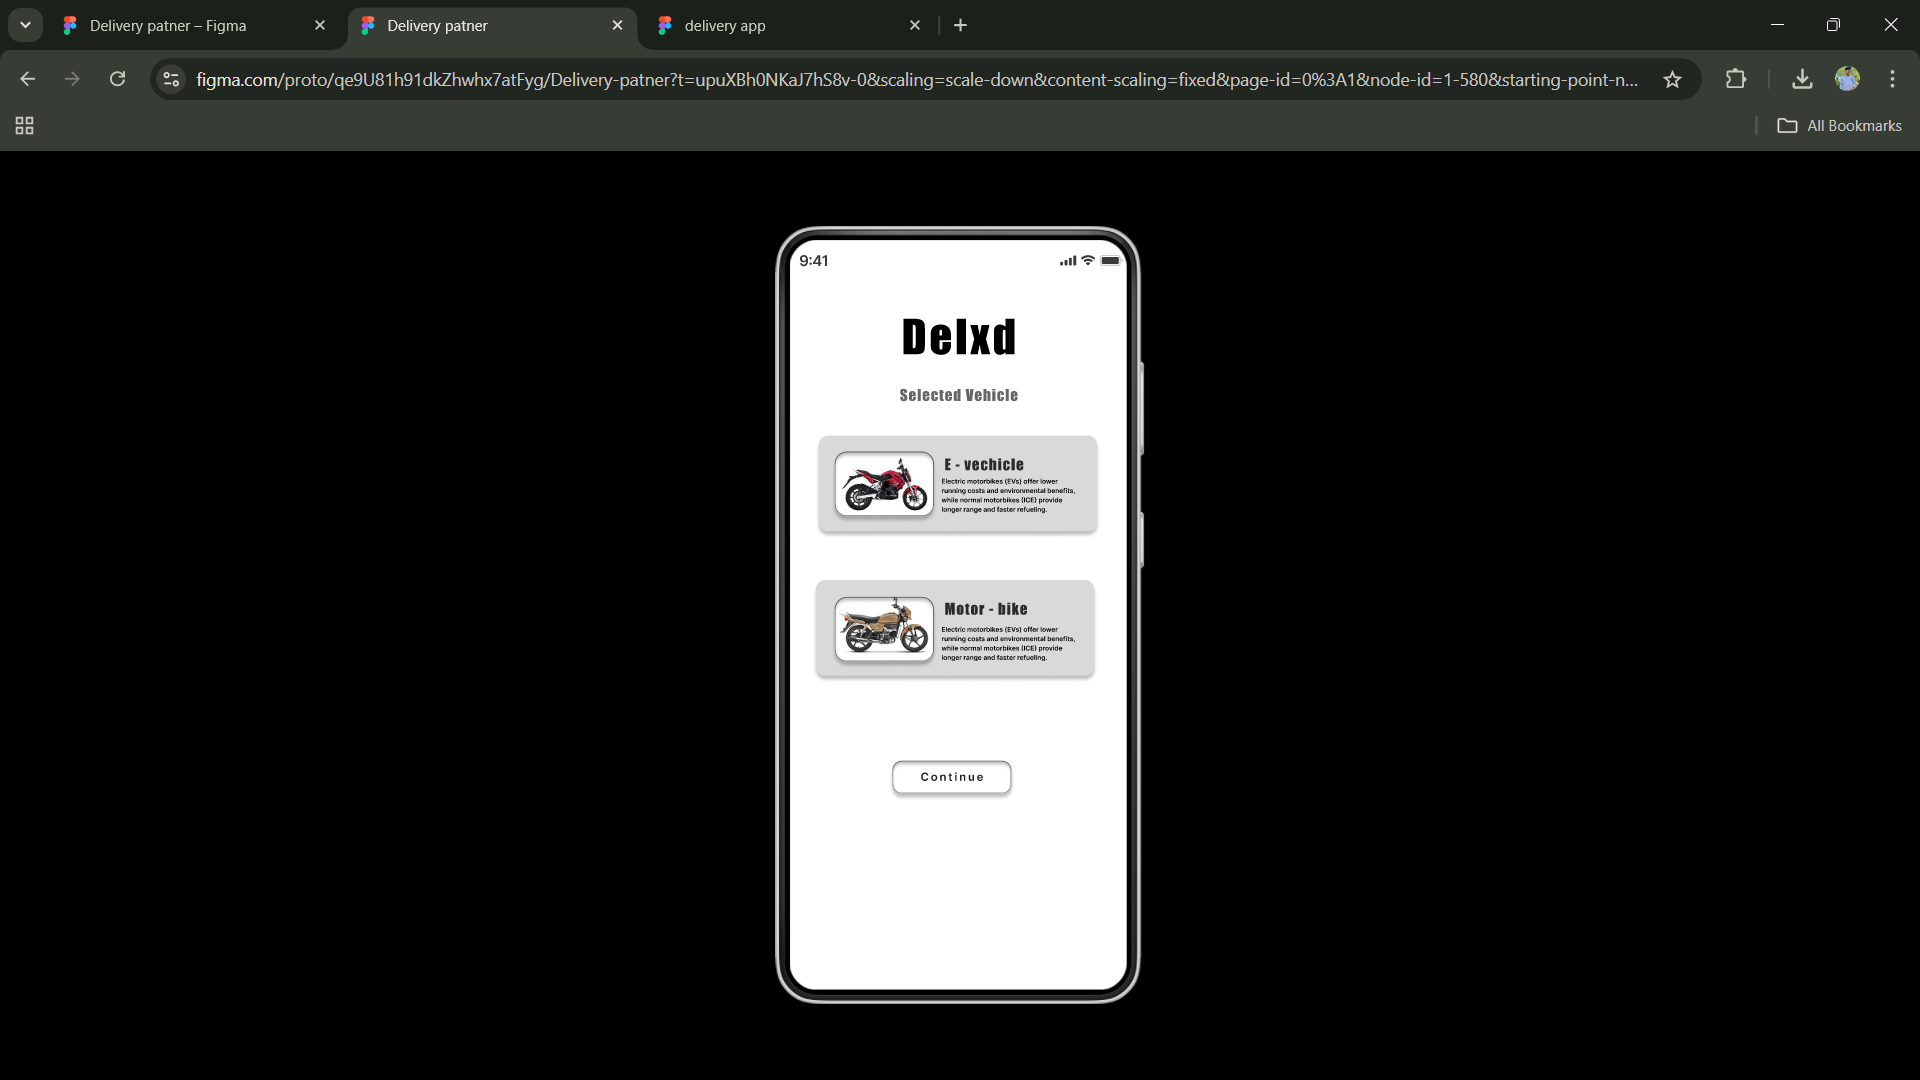 Delivery patner – Figma
Delivery patner
delivery app
figma.com/proto/qe9U81h91dkZhwhx7atFyg/Delivery-patner?t=upuXBh0NKaJ7hS8v-0&scaling=scale-down&content-scaling=fixed&page-id=0%3A1&node-id=1-580&starting-point-n...
All Bookmarks
9:41
Delxd
Selected Vehicle
E - vechicle
Electric motorbikes (EVs) offer lower
running costs and environmental benefits,
while normal motorbikes (ICE) provide
longer range and faster refueling.
Motor - bike
Electric motorbikes (EVs) offer lower
running costs and environmental benefits,
while normal motorbikes (ICE) provide
longer range and faster refueling.
Continue